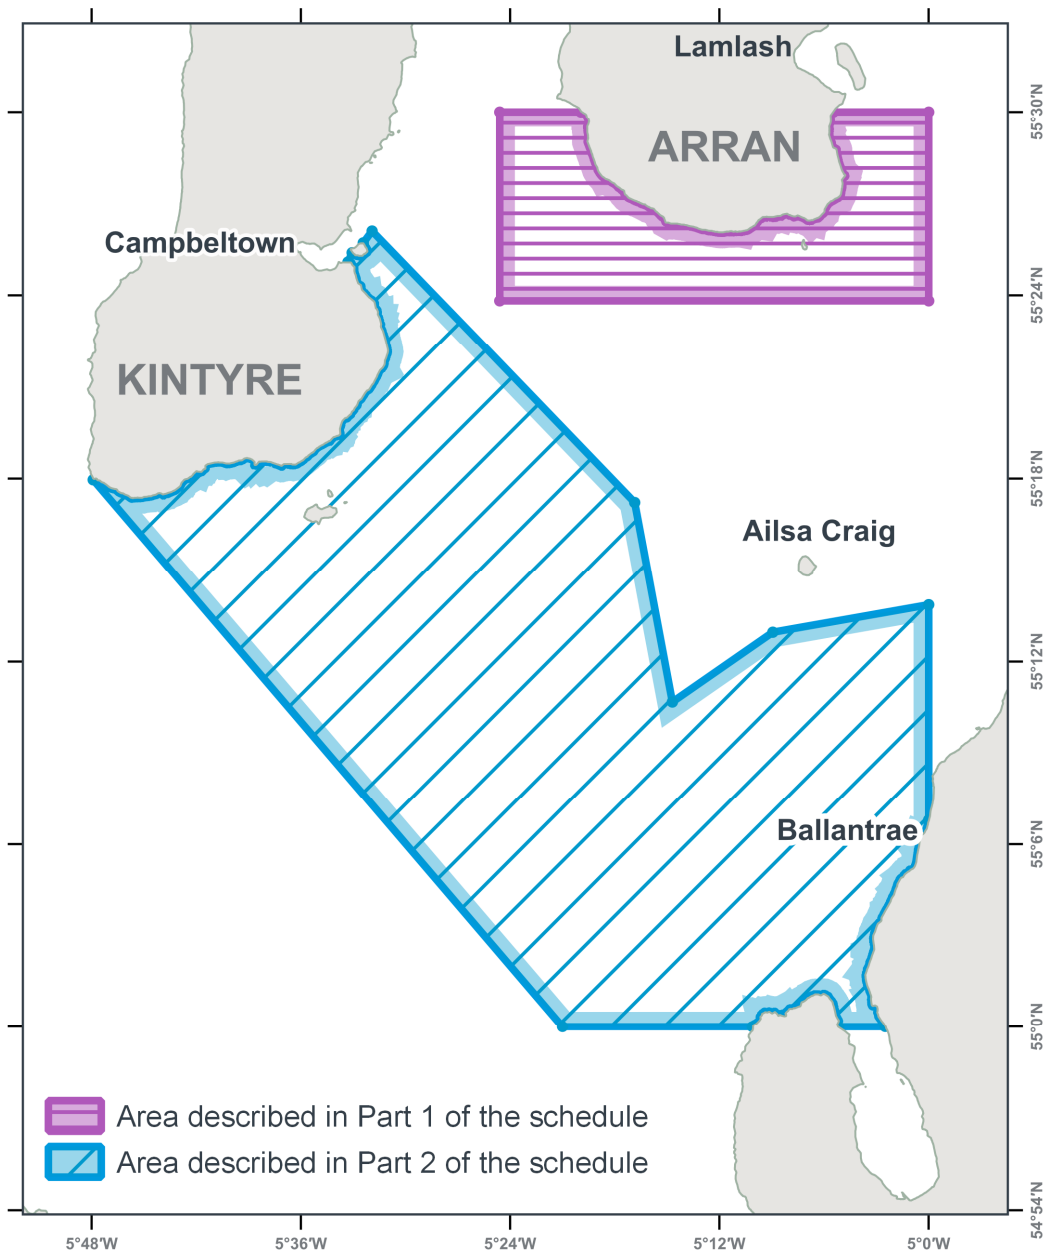 Lamlash
ARRAN
55°30'N
Campbeltown
55°24'N
KINTYRE
55°18'N
Ailsa Craig
55°12'N
Ballantrae
55°6'N
55°0'N
Area described in Part 1 of the schedule
Area described in Part 2 of the schedule
54°54'N
5°48'W
5°36'W
5°24'W
5°12'W
5°0'W